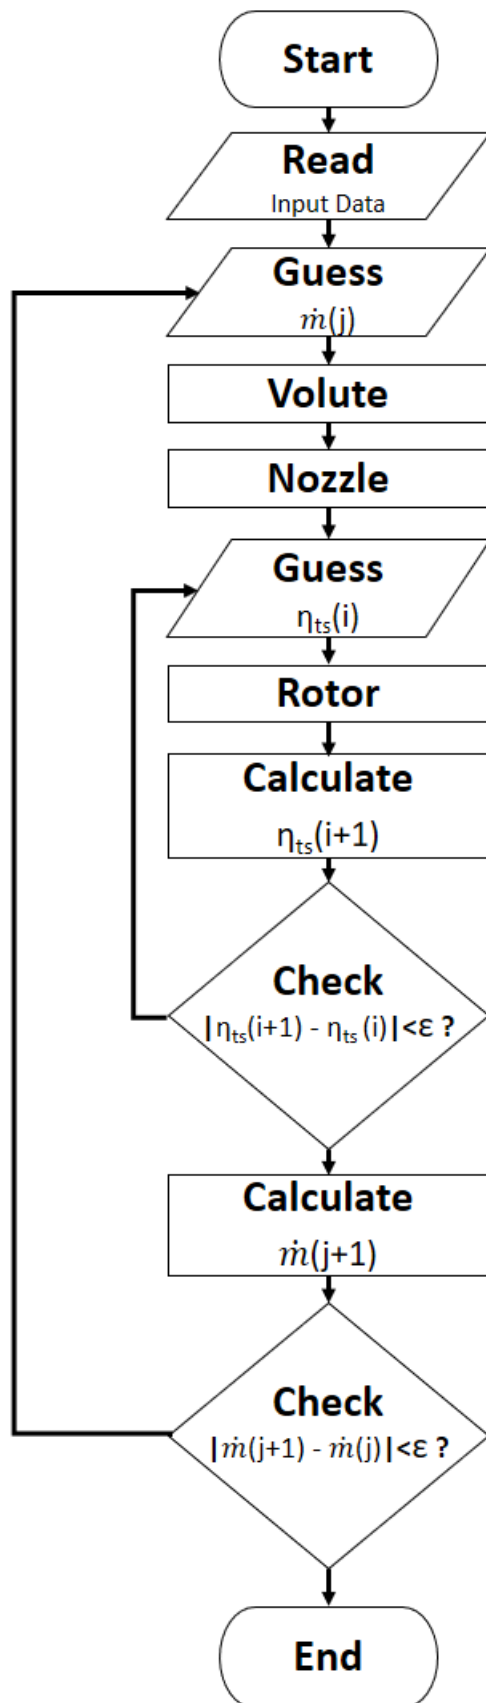 Start
Read
Input Data
Guess
ṁ(j)
Volute
Nozzle
Guess
ηts(i)
Rotor
Calculate
ηts(i+1)
Check
|ηts(i+1) - ηts (i)|<ε ?
Calculate
ṁ(j+1)
Check
|ṁ(j+1) - ṁ(j)|<ε ?
End